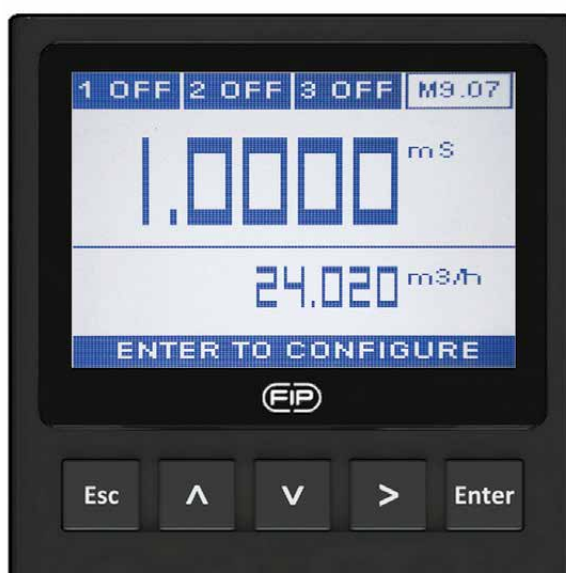 1 OFF 2 OFF 3 OFF M9.07
1.0000 mS
24.020 m3/h
ENTER TO CONFIGURE
FIP
Esc ∧ ∨ > Enter